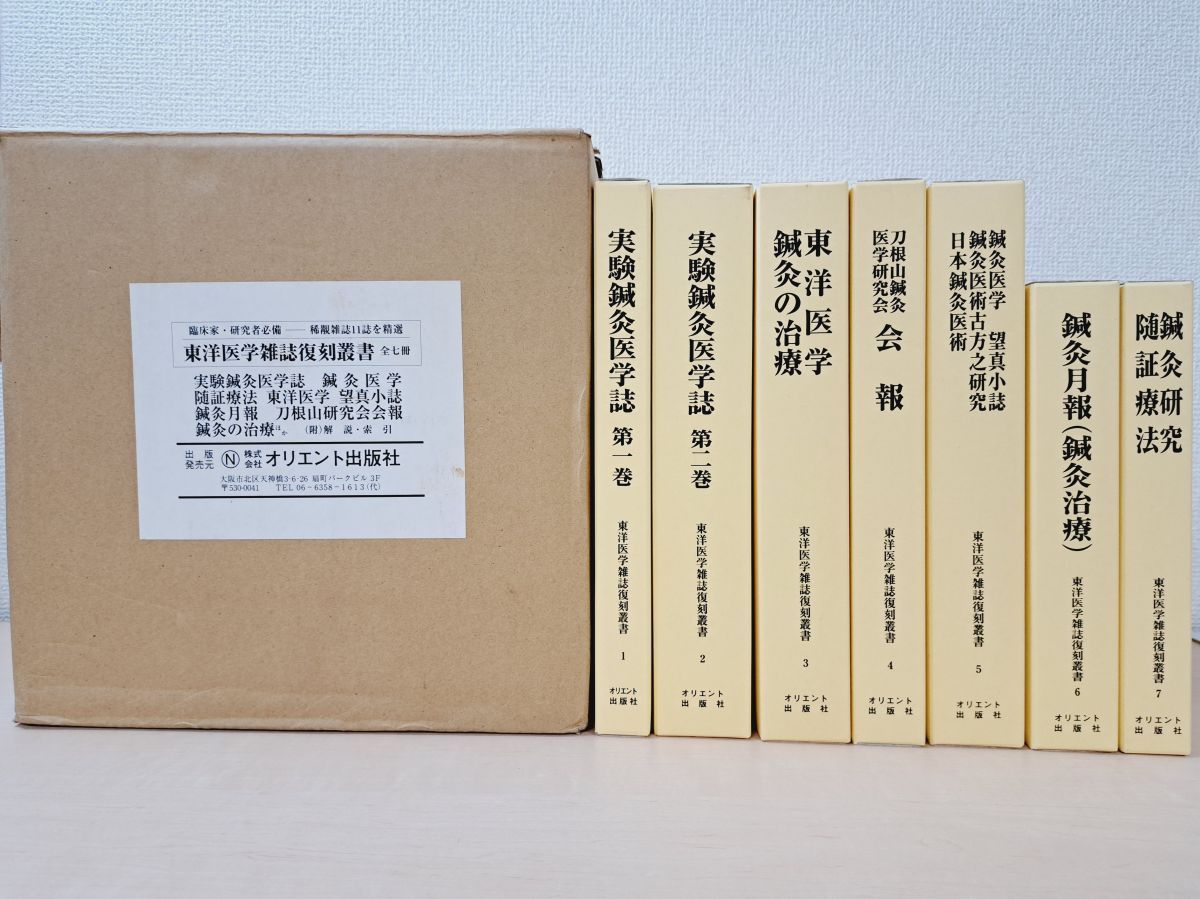 臨床家・研究者必備 ── 稀覯雑誌11誌を精選
東洋医学雑誌復刻叢書 全七冊
実験鍼灸医学誌 鍼灸医学
随証療法 東洋医学 望真小誌
鍼灸月報 刀根山研究会会報
鍼灸の治療ほか (附)解説・索引
出版
発売元
N
株式
会社
オリエント出版社
大阪市北区天神橋3-6-26 扇町パークビル3F
〒530-0041 TEL 06-6358-1613(代)
実験鍼灸医学誌 第一巻
東洋医学雑誌復刻叢書
1
オリエント
出版社
実験鍼灸医学誌 第二巻
東洋医学雑誌復刻叢書
2
オリエント
出版社
東洋医学
鍼灸の治療
東洋医学雑誌復刻叢書
3
オリエント
出版社
刀根山鍼灸
医学研究会
会報
東洋医学雑誌復刻叢書
4
オリエント
出版社
鍼灸医学 望真小誌
鍼灸医術古方之研究
日本鍼灸医術
東洋医学雑誌復刻叢書
5
オリエント
出版社
鍼灸月報(鍼灸治療)
東洋医学雑誌復刻叢書
6
オリエント
出版社
鍼灸研究
随証療法
東洋医学雑誌復刻叢書
7
オリエント
出版社